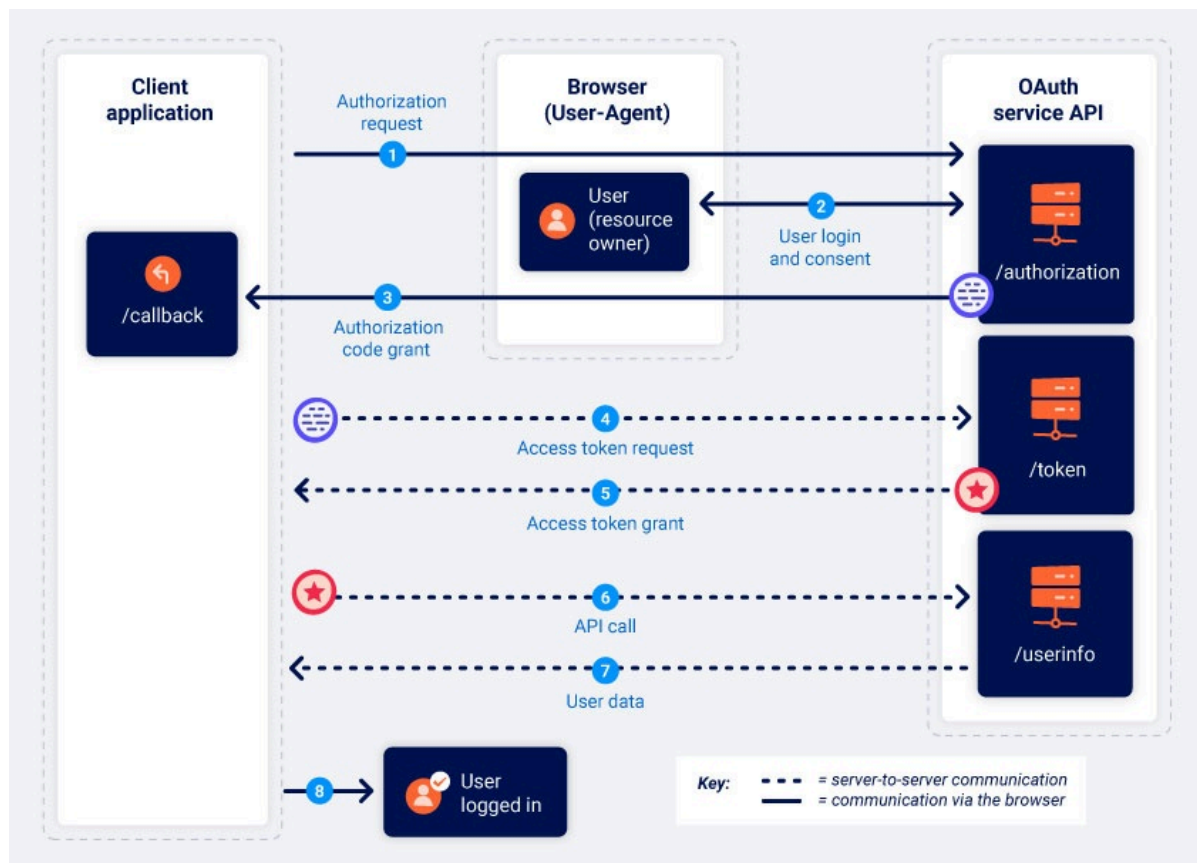 Client
application
Browser
(User-Agent)
OAuth
service API
Authorization
request
1
User
(resource
owner)
2
User login
and consent
/authorization
/callback
3
Authorization
code grant
4
Access token request
/token
5
Access token grant
6
API call
/userinfo
7
User data
8
User
logged in
Key:
= server-to-server communication
= communication via the browser